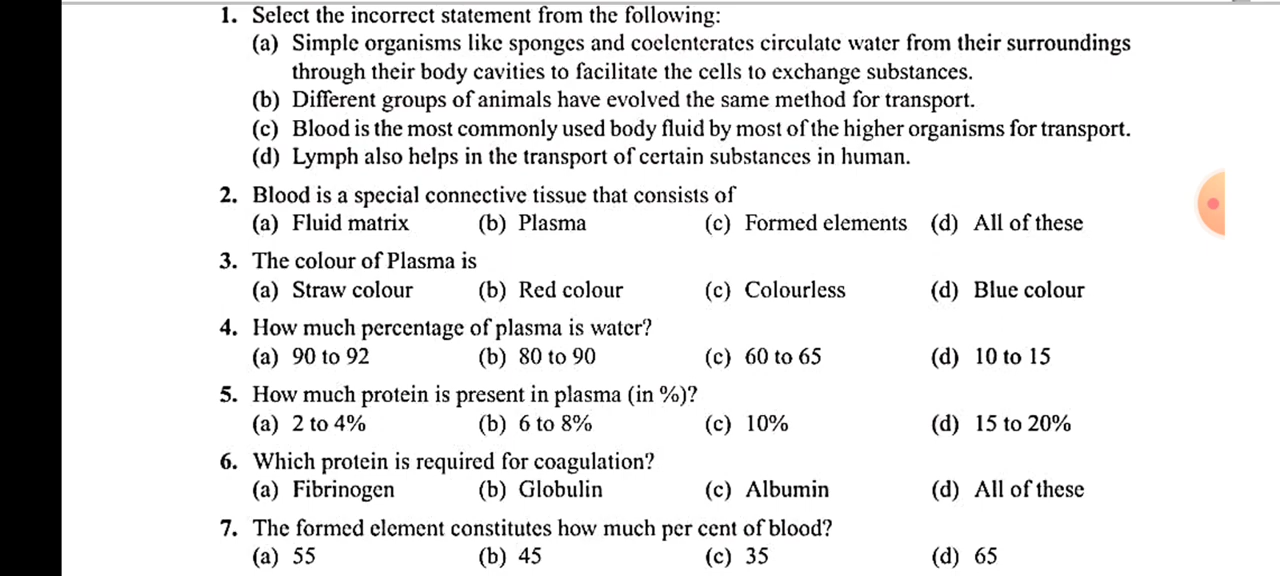 1. Select the incorrect statement from the following:
(a) Simple organisms like sponges and coelenterates circulate water from their surroundings
through their body cavities to facilitate the cells to exchange substances.
(b) Different groups of animals have evolved the same method for transport.
(c) Blood is the most commonly used body fluid by most of the higher organisms for transport.
(d) Lymph also helps in the transport of certain substances in human.
2. Blood is a special connective tissue that consists of
(a) Fluid matrix (b) Plasma (c) Formed elements (d) All of these
3. The colour of Plasma is
(a) Straw colour (b) Red colour (c) Colourless (d) Blue colour
4. How much percentage of plasma is water?
(a) 90 to 92 (b) 80 to 90 (c) 60 to 65 (d) 10 to 15
5. How much protein is present in plasma (in %)?
(a) 2 to 4% (b) 6 to 8% (c) 10% (d) 15 to 20%
6. Which protein is required for coagulation?
(a) Fibrinogen (b) Globulin (c) Albumin (d) All of these
7. The formed element constitutes how much per cent of blood?
(a) 55 (b) 45 (c) 35 (d) 65